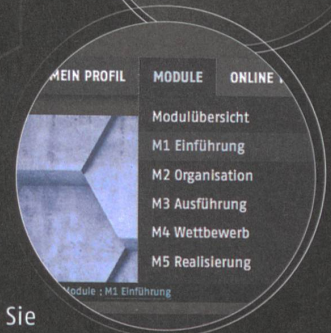 MEIN PROFIL MODULE ONLINE
Modulübersicht
M1 Einführung
M2 Organisation
M3 Ausführung
M4 Wettbewerb
M5 Realisierung
Module : M1 Einführung
Sie